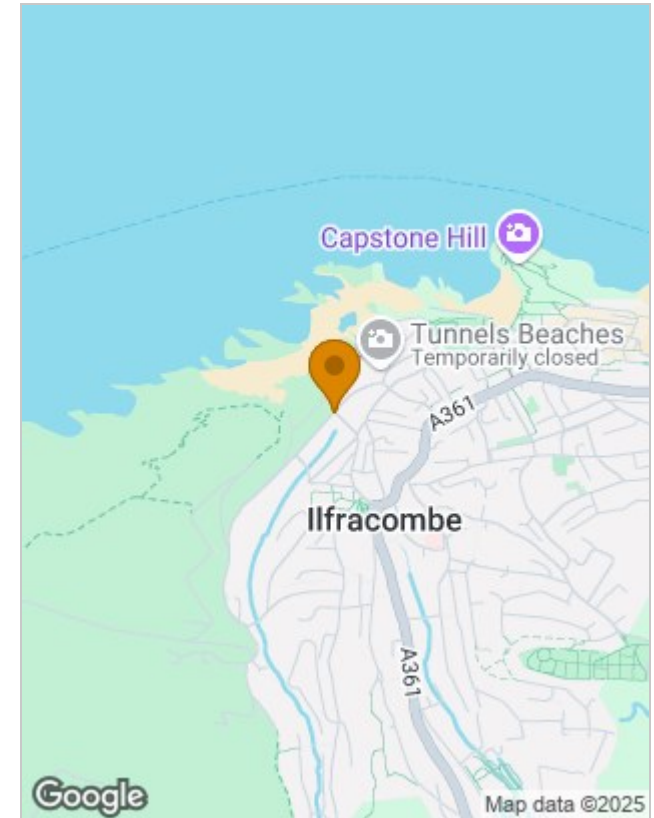 Capstone Hill
Tunnels Beaches
Temporarily closed
A361
Ilfracombe
A361
Google
Map data ©2025